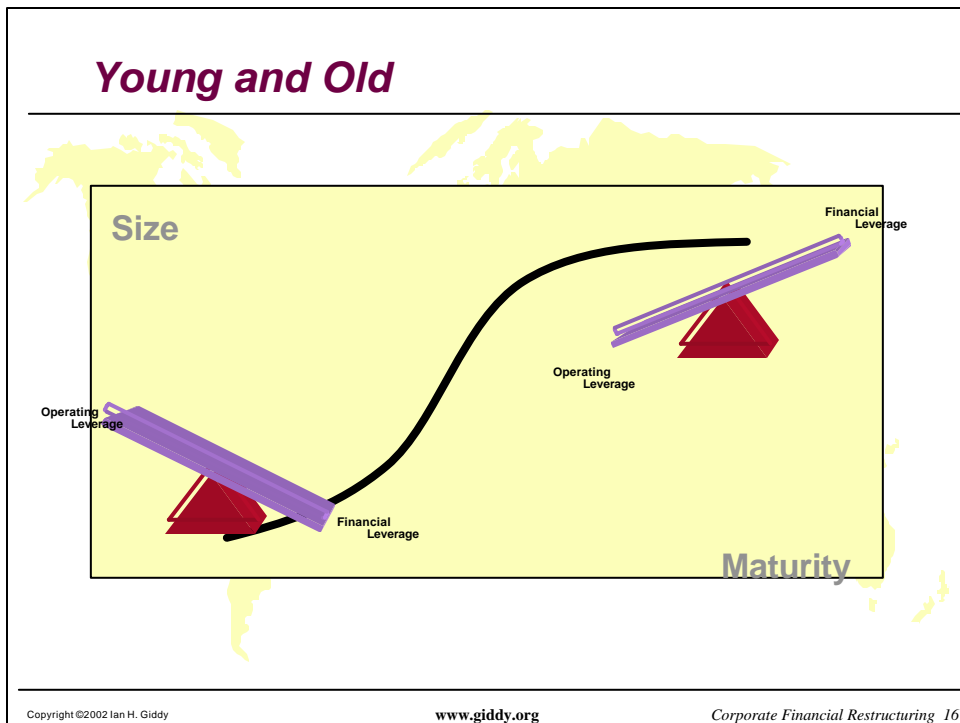 Young and Old
Size
Financial
Leverage
Operating
Leverage
Operating
Leverage
Financial
Leverage
Maturity
Copyright ©2002 Ian H. Giddy
www.giddy.org
Corporate Financial Restructuring 16